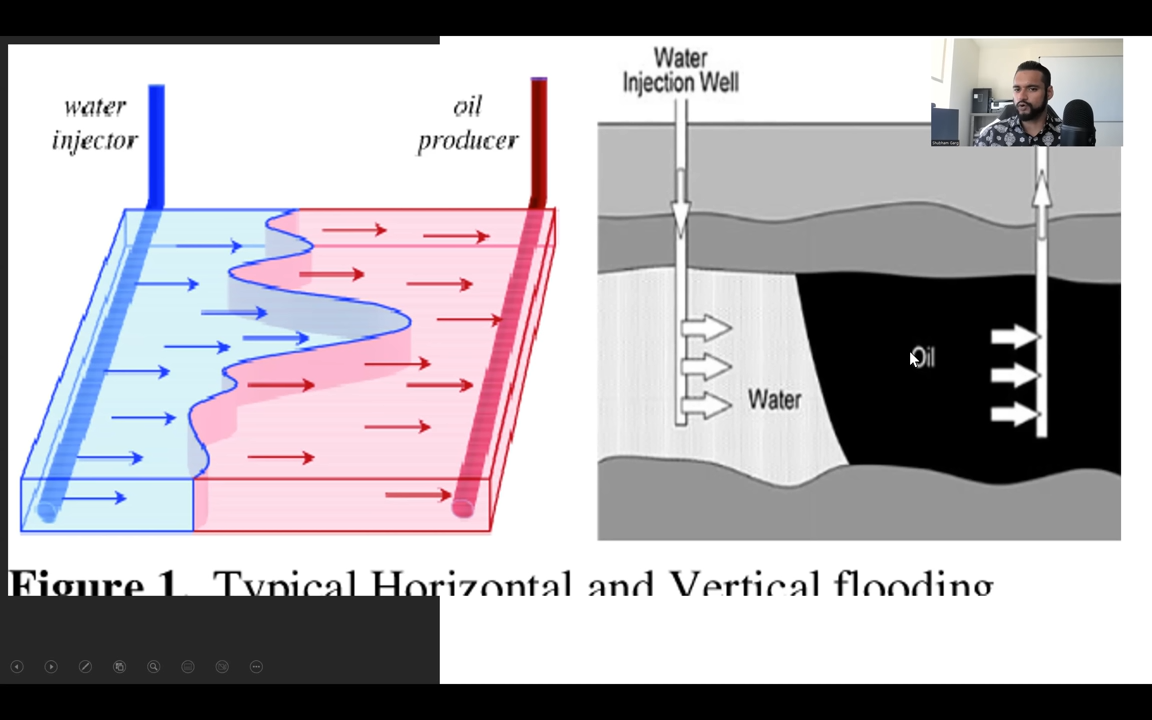 water
injector
oil
producer
Water
Injection Well
Water
Oil
Figure 1. Typical Horizontal and Vertical flooding